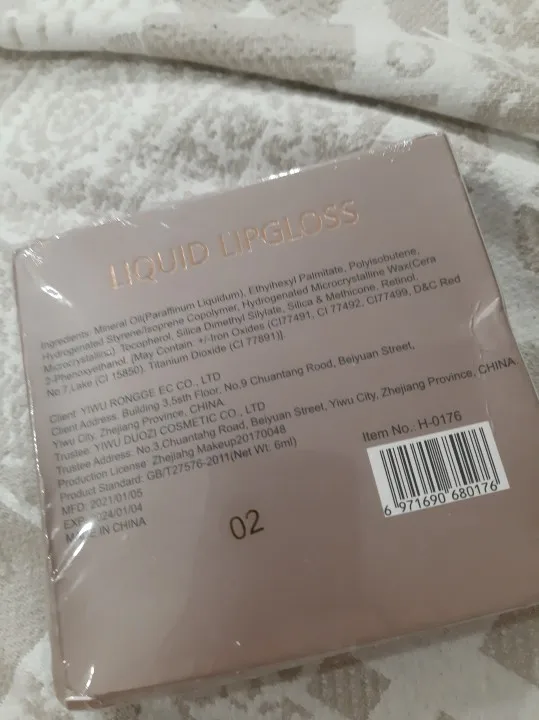 LIQUID LIPGLOSS
Ingredients: Mineral Oil(Paraffinum Liquidum), Ethylhexyl Palmitate, Polyisobutene,
Hydrogenated Styrene/Isoprene Copolymer, Hydrogenated Microcrystalline Wax(Cera
Microcrystallina), Tocopherol, Silica Dimethyl Silylate, Silica & Methicone, Retinol,
2-Phenoxyethanol. [May Contain: +/-Iron Oxides (CI77491, CI 77492, CI77499, D&C Red
No.7,Lake (CI 15850), Titanium Dioxide (CI 77891)]
Client: YIWU RONGGE EC CO., LTD
Client Address: Building 3,5sth Floor, No.9 Chuantang Rood, Beiyuan Street,
Yiwu City, Zhejiang Province, CHINA
Trustee: YIWU DUOZI COSMETIC CO., LTD
Trustee Address: No.3,Chuantahg Road, Beiyuan Street, Yiwu City, Zhejiang Province, CHINA
Production License: Zhejiahg Makeup20170048
Product Standard: GB/T27576-2011(Net Wt. 6ml)
MFD: 2021/01/05
EXP: 2024/01/04
MADE IN CHINA
Item No.: H-0176
6 971690 680176
02